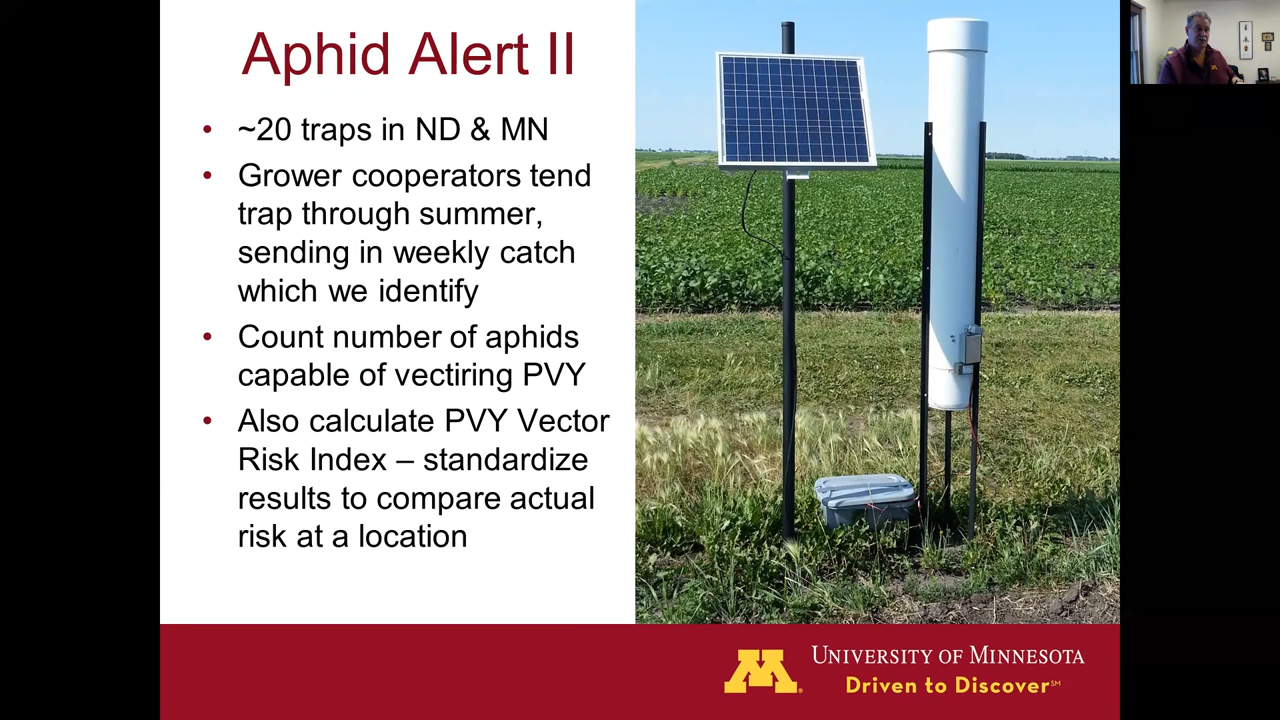 Aphid Alert II
• ~20 traps in ND & MN
• Grower cooperators tend
trap through summer,
sending in weekly catch
which we identify
• Count number of aphids
capable of vectiring PVY
• Also calculate PVY Vector
Risk Index – standardize
results to compare actual
risk at a location
M
UNIVERSITY OF MINNESOTA
Driven to Discover℠